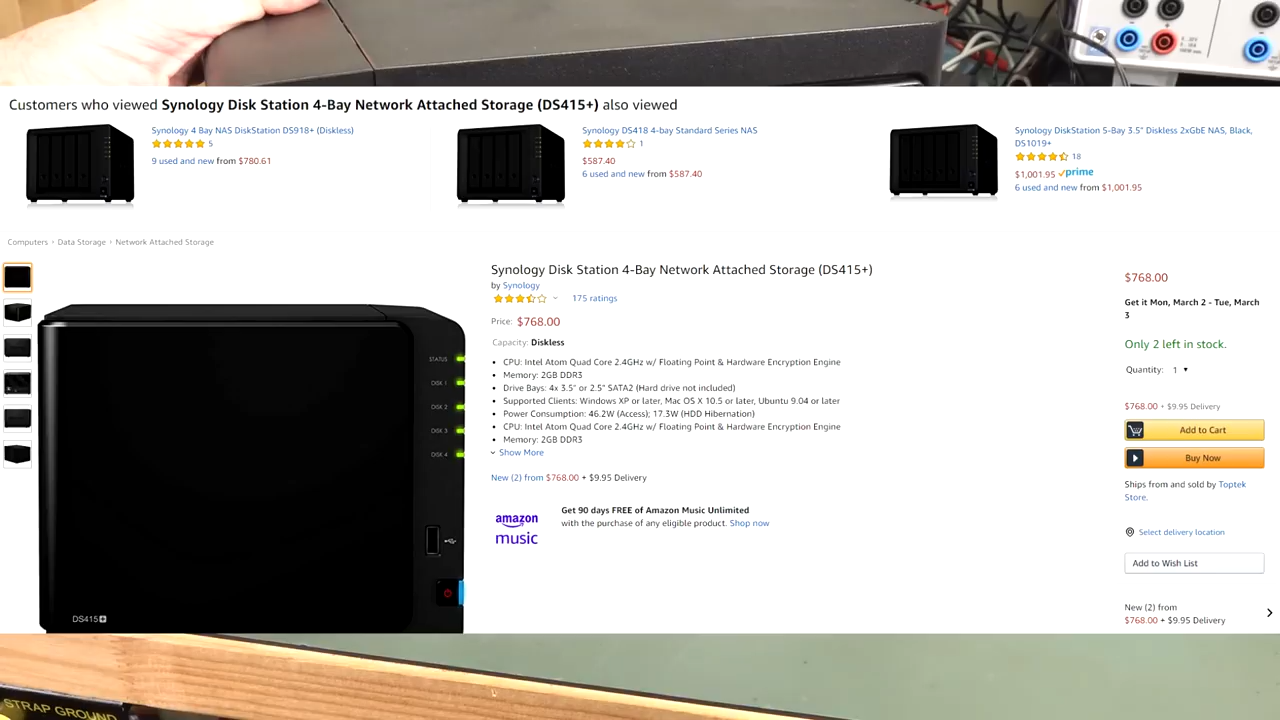 Customers who viewed Synology Disk Station 4-Bay Network Attached Storage (DS415+) also viewed
Synology 4 Bay NAS DiskStation DS918+ (Diskless)
5
9 used and new from $780.61
Synology DS418 4-bay Standard Series NAS
1
$587.40
6 used and new from $587.40
Synology DiskStation 5-Bay 3.5" Diskless 2xGbE NAS, Black,
DS1019+
18
$1,001.95 prime
6 used and new from $1,001.95
Computers › Data Storage › Network Attached Storage
STATUS
DISK 1
DISK 2
DISK 3
DISK 4
DS415+
Synology Disk Station 4-Bay Network Attached Storage (DS415+)
by Synology
175 ratings
Price: $768.00
Capacity: Diskless
• CPU: Intel Atom Quad Core 2.4GHz w/ Floating Point & Hardware Encryption Engine
• Memory: 2GB DDR3
• Drive Bays: 4x 3.5" or 2.5" SATA2 (Hard drive not included)
• Supported Clients: Windows XP or later, Mac OS X 10.5 or later, Ubuntu 9.04 or later
• Power Consumption: 46.2W (Access); 17.3W (HDD Hibernation)
• CPU: Intel Atom Quad Core 2.4GHz w/ Floating Point & Hardware Encryption Engine
• Memory: 2GB DDR3
Show More
New (2) from $768.00 + $9.95 Delivery
amazon
music
Get 90 days FREE of Amazon Music Unlimited
with the purchase of any eligible product. Shop now
$768.00
Get it Mon, March 2 - Tue, March
3
Only 2 left in stock.
Quantity: 1
$768.00 + $9.95 Delivery
Add to Cart
Buy Now
Ships from and sold by Toptek
Store.
Select delivery location
Add to Wish List
New (2) from
$768.00 + $9.95 Delivery
STRAP GROUND